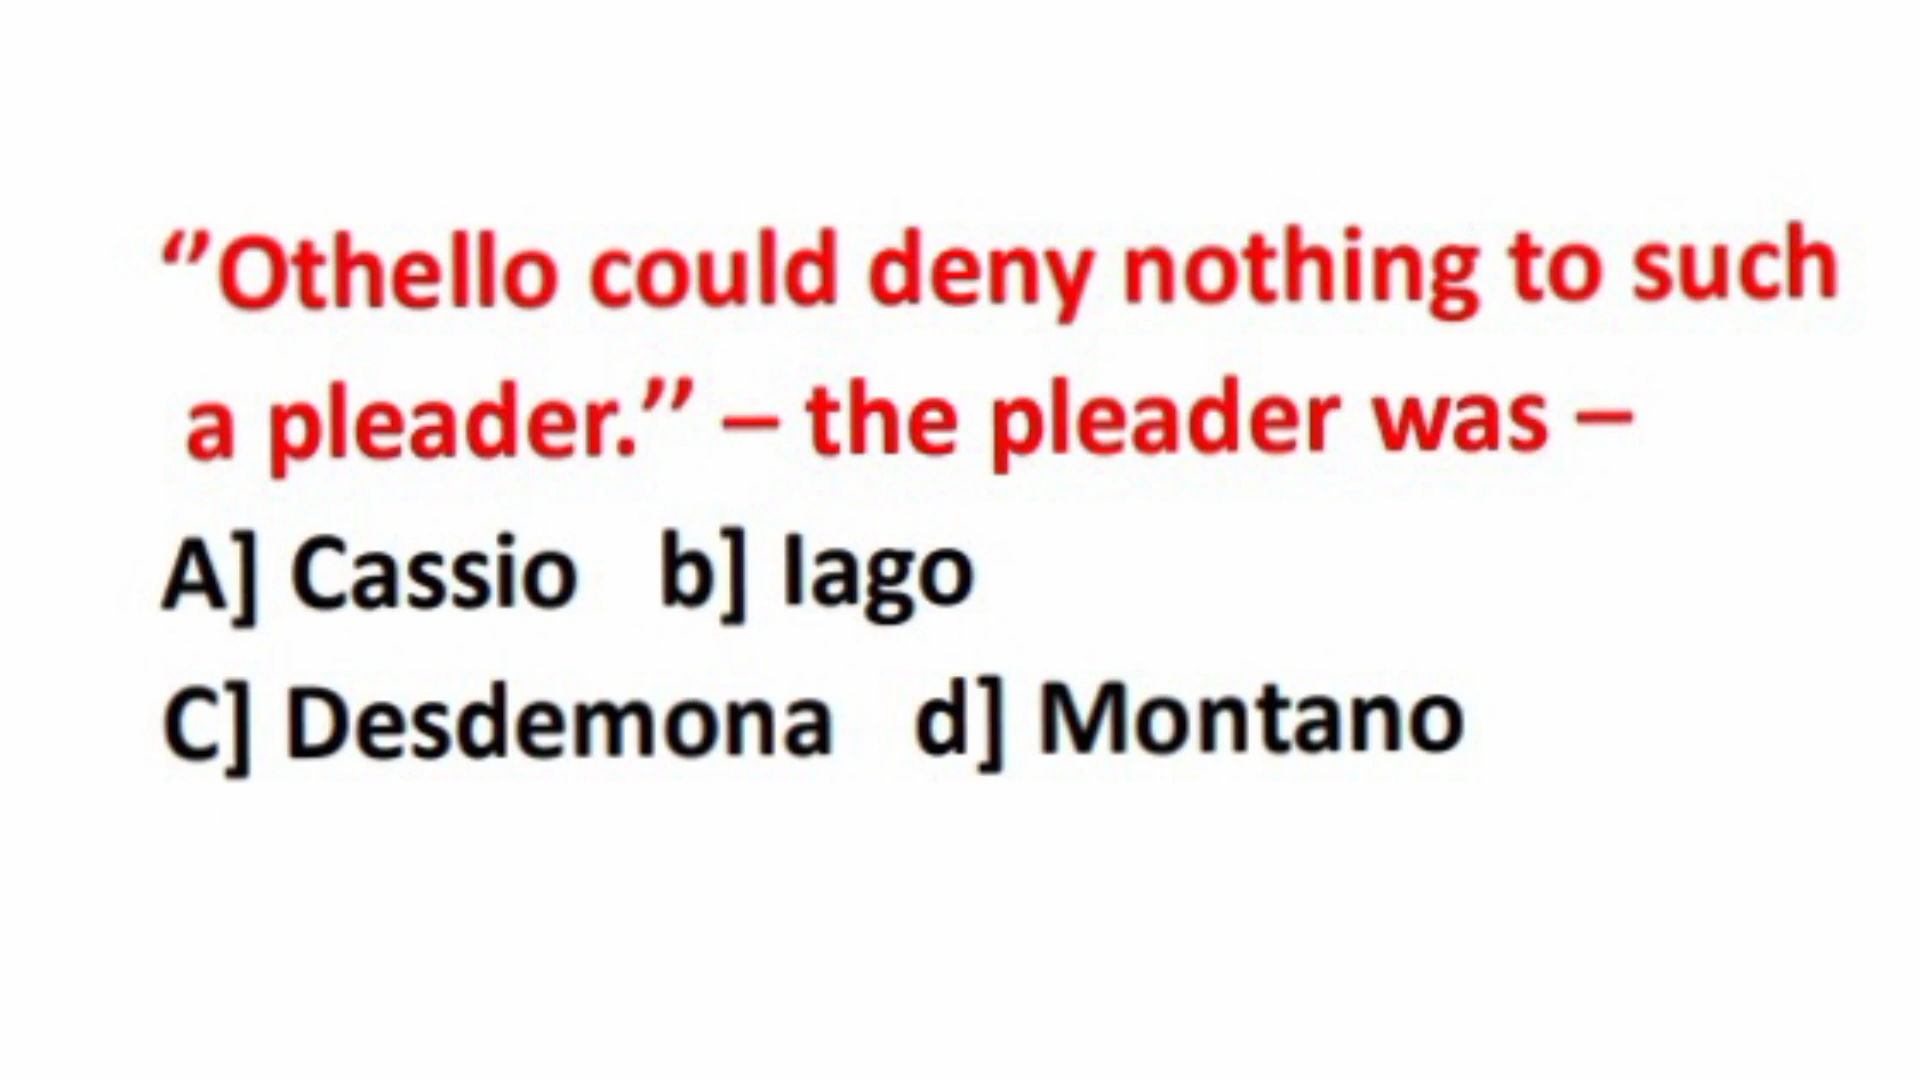 ‘’Othello could deny nothing to such
a pleader.’’ – the pleader was –
A] Cassio b] Iago
C] Desdemona d] Montano